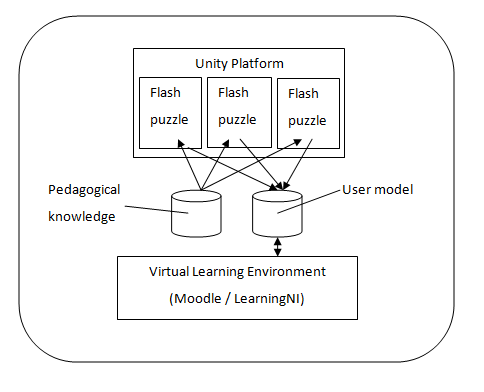 Unity Platform
Flash
puzzle
Flash
puzzle
Flash
puzzle
Pedagogical
knowledge
User model
Virtual Learning Environment
(Moodle / LearningNI)